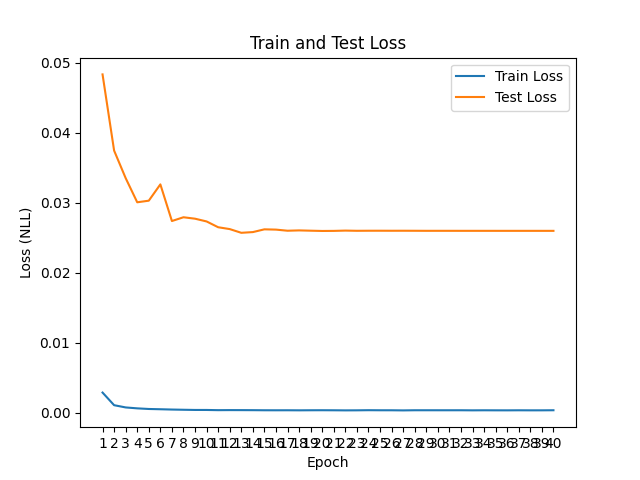 Train and Test Loss
Train Loss
Test Loss
0.05
0.04
0.03
0.02
0.01
0.00
Loss (NLL)
1 2 3 4 5 6 7 8 9 10 11 12 13 14 15 16 17 18 19 20 21 22 23 24 25 26 27 28 29 30 31 32 33 34 35 36 37 38 39 40
Epoch